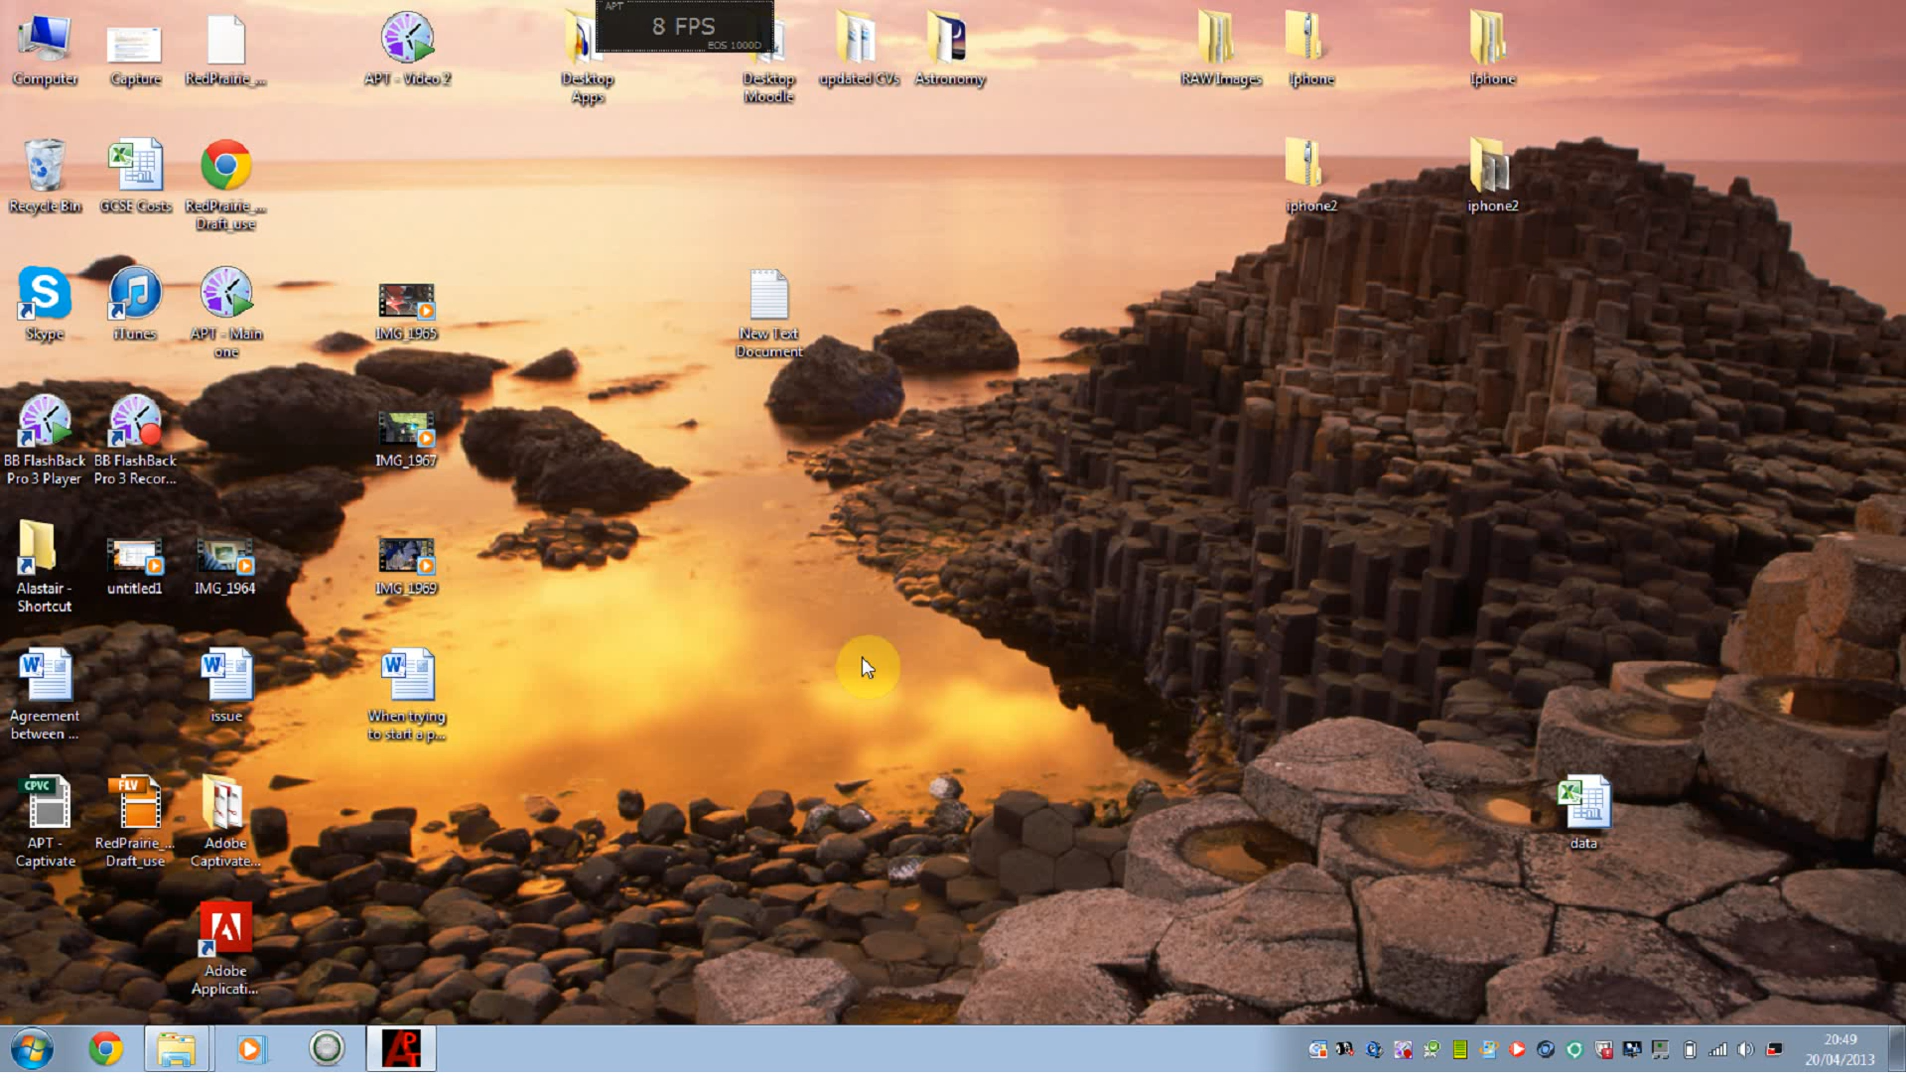 APT
8 FPS
EOS 1000D
Computer
Capture
RedPrairie_...
APT - Video 2
Desktop
Apps
Desktop
Moodle
updated CVs
Astronomy
RAW Images
Iphone
Iphone
Recycle Bin
GCSE Costs
RedPrairie_...
Draft_use
iphone2
iphone2
Skype
iTunes
APT - Main
one
IMG_1965
New Text
Document
BB FlashBack
Pro 3 Player
BB FlashBack
Pro 3 Recor...
IMG_1967
Alastair -
Shortcut
untitled1
IMG_1964
IMG_1969
Agreement
between ...
issue
When trying
to start a p...
CPVC
APT -
Captivate
FLV
RedPrairie_...
Draft_use
Adobe
Captivate...
data
Adobe
Applicati...
APT
20:49
20/04/2013